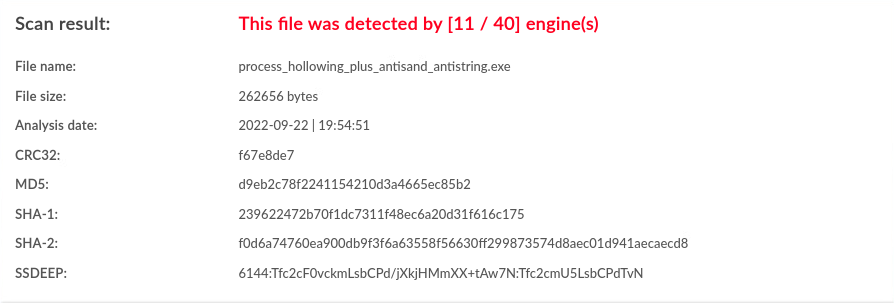 Scan result: This file was detected by [11 / 40] engine(s)
File name: process_hollowing_plus_antisand_antistring.exe
File size: 262656 bytes
Analysis date: 2022-09-22 | 19:54:51
CRC32: f67e8de7
MD5: d9eb2c78f2241154210d3a4665ec85b2
SHA-1: 239622472b70f1dc7311f48ec6a20d31f616c175
SHA-2: f0d6a74760ea900db9f3f6a63558f56630ff299873574d8aec01d941aecaecd8
SSDEEP: 6144:Tfc2cF0vckmLsbCPd/jXkjHMmXX+tAw7N:Tfc2cmU5LsbCPdTvN